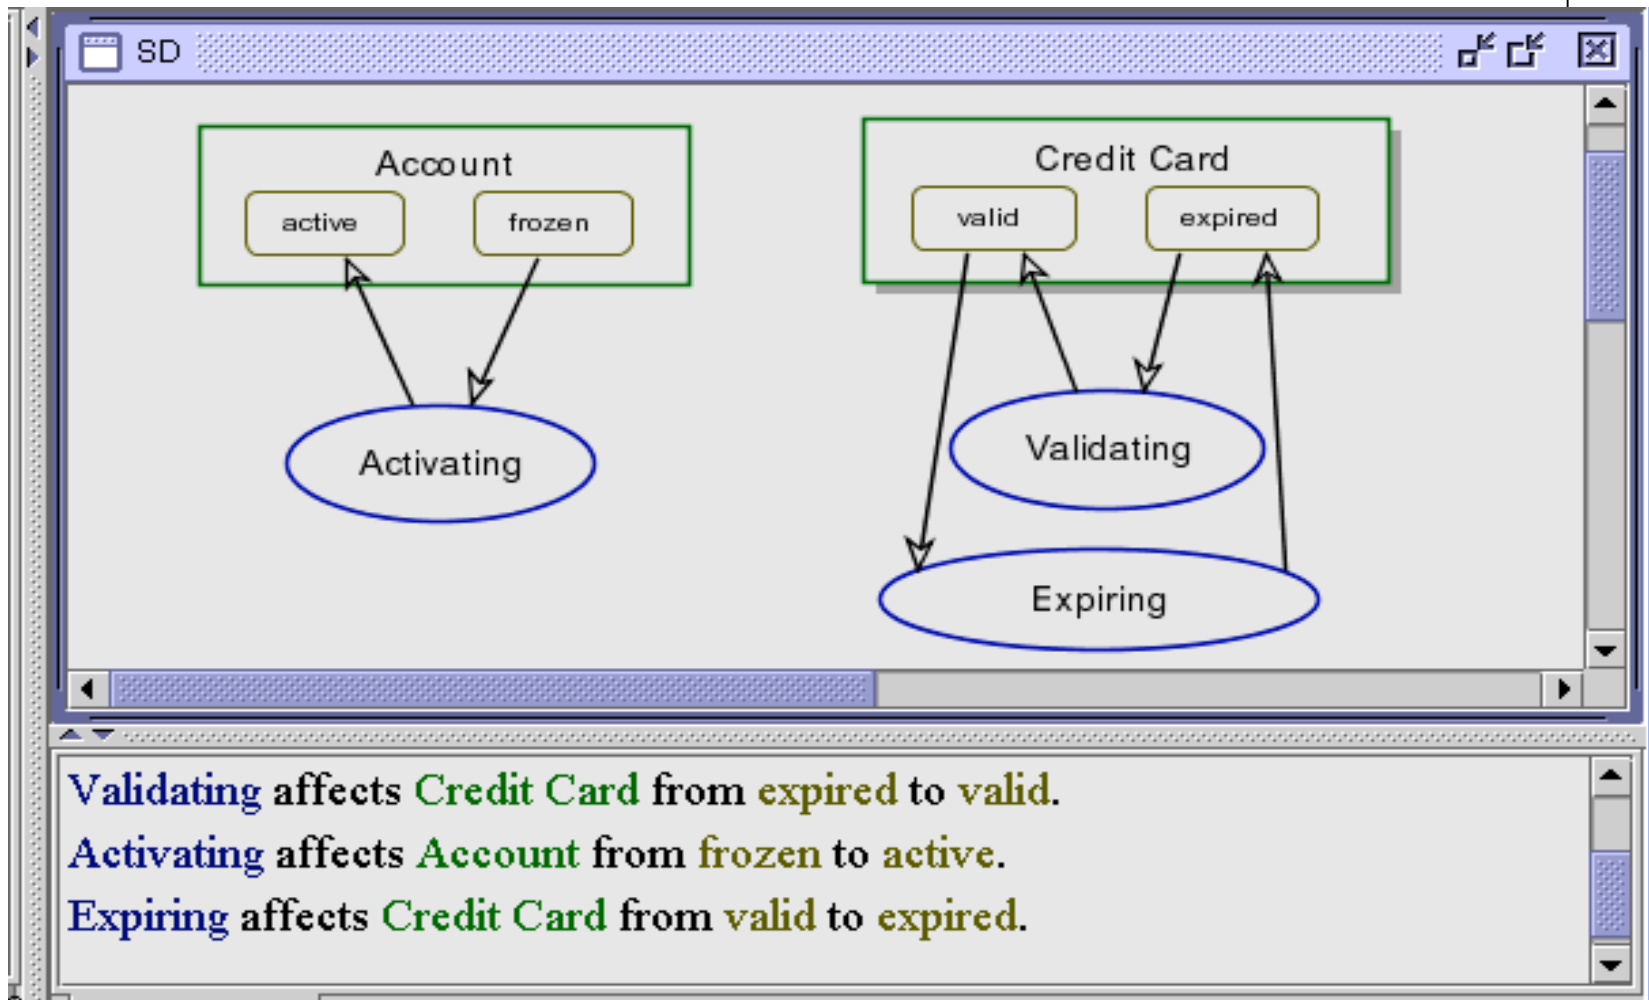 SD
Account
active
frozen
Credit Card
valid
expired
Activating
Validating
Expiring
Validating affects Credit Card from expired to valid.
Activating affects Account from frozen to active.
Expiring affects Credit Card from valid to expired.